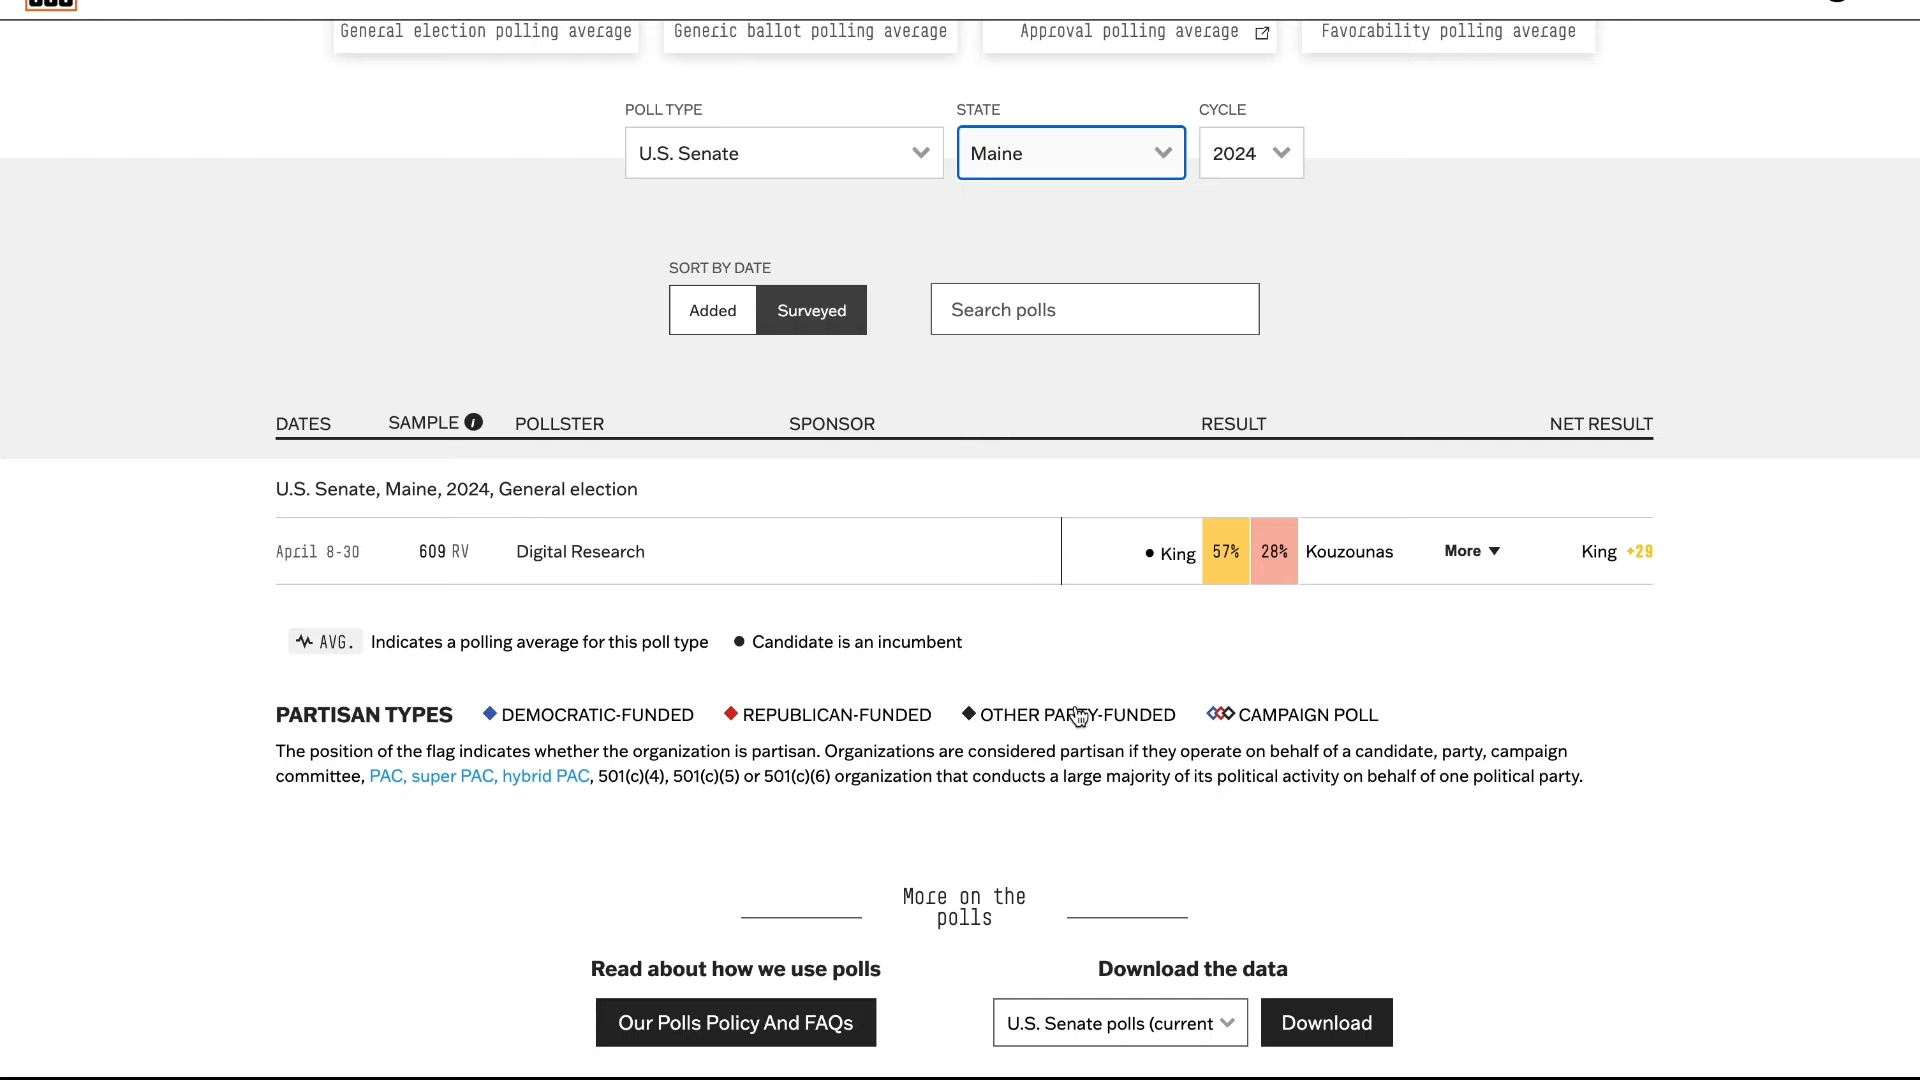 General election polling average
Generic ballot polling average
Approval polling average
Favorability polling average
POLL TYPE
STATE
CYCLE
U.S. Senate
Maine
2024
SORT BY DATE
Added
Surveyed
Search polls
DATES
SAMPLE
POLLSTER
SPONSOR
RESULT
NET RESULT
U.S. Senate, Maine, 2024, General election
April 8-30 609 RV Digital Research King 57% 28% Kouzounas More King +29
AVG. Indicates a polling average for this poll type
Candidate is an incumbent
PARTISAN TYPES DEMOCRATIC-FUNDED REPUBLICAN-FUNDED OTHER PARTY-FUNDED CAMPAIGN POLL
The position of the flag indicates whether the organization is partisan. Organizations are considered partisan if they operate on behalf of a candidate, party, campaign
committee, PAC, super PAC, hybrid PAC, 501(c)(4), 501(c)(5) or 501(c)(6) organization that conducts a large majority of its political activity on behalf of one political party.
More on the
polls
Read about how we use polls
Our Polls Policy And FAQs
Download the data
U.S. Senate polls (current
Download